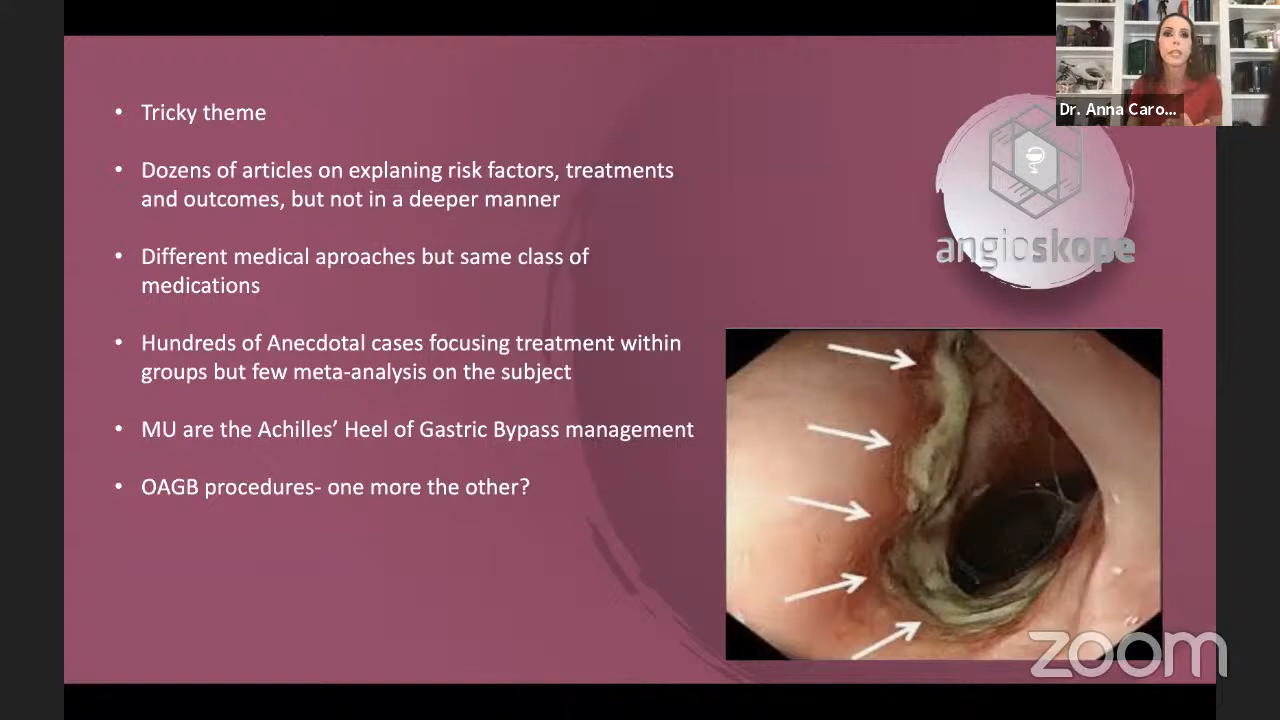 Dr. Anna Caro...
angioskope
• Tricky theme
• Dozens of articles on explaning risk factors, treatments
and outcomes, but not in a deeper manner
• Different medical aproaches but same class of
medications
• Hundreds of Anecdotal cases focusing treatment within
groups but few meta-analysis on the subject
• MU are the Achilles’ Heel of Gastric Bypass management
• OAGB procedures- one more the other?
zoom